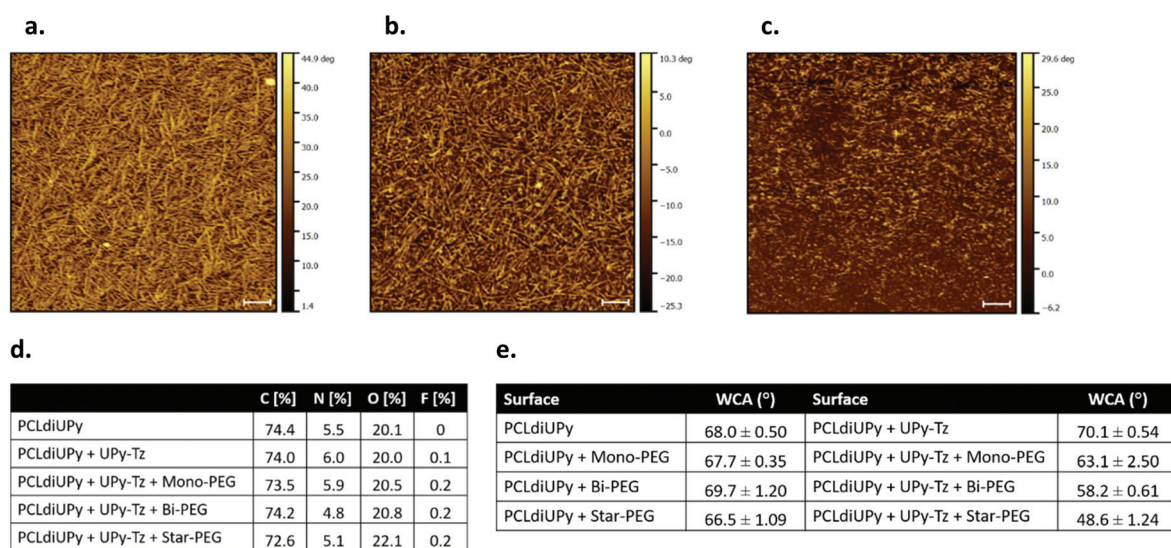 a.
b.
c.
44.9 deg
40.0
35.0
30.0
25.0
20.0
15.0
10.0
1.4
10.3 deg
5.0
0.0
−5.0
−10.0
−15.0
−20.0
−25.3
29.6 deg
25.0
20.0
15.0
10.0
5.0
0.0
−6.2
d.
C [%] N [%] O [%] F [%]
PCLdiUPy 74.4 5.5 20.1 0
PCLdiUPy + UPy-Tz 74.0 6.0 20.0 0.1
PCLdiUPy + UPy-Tz + Mono-PEG 73.5 5.9 20.5 0.2
PCLdiUPy + UPy-Tz + Bi-PEG 74.2 4.8 20.8 0.2
PCLdiUPy + UPy-Tz + Star-PEG 72.6 5.1 22.1 0.2
e.
Surface WCA (°) Surface WCA (°)
PCLdiUPy 68.0 ± 0.50 PCLdiUPy + UPy-Tz 70.1 ± 0.54
PCLdiUPy + Mono-PEG 67.7 ± 0.35 PCLdiUPy + UPy-Tz + Mono-PEG 63.1 ± 2.50
PCLdiUPy + Bi-PEG 69.7 ± 1.20 PCLdiUPy + UPy-Tz + Bi-PEG 58.2 ± 0.61
PCLdiUPy + Star-PEG 66.5 ± 1.09 PCLdiUPy + UPy-Tz + Star-PEG 48.6 ± 1.24